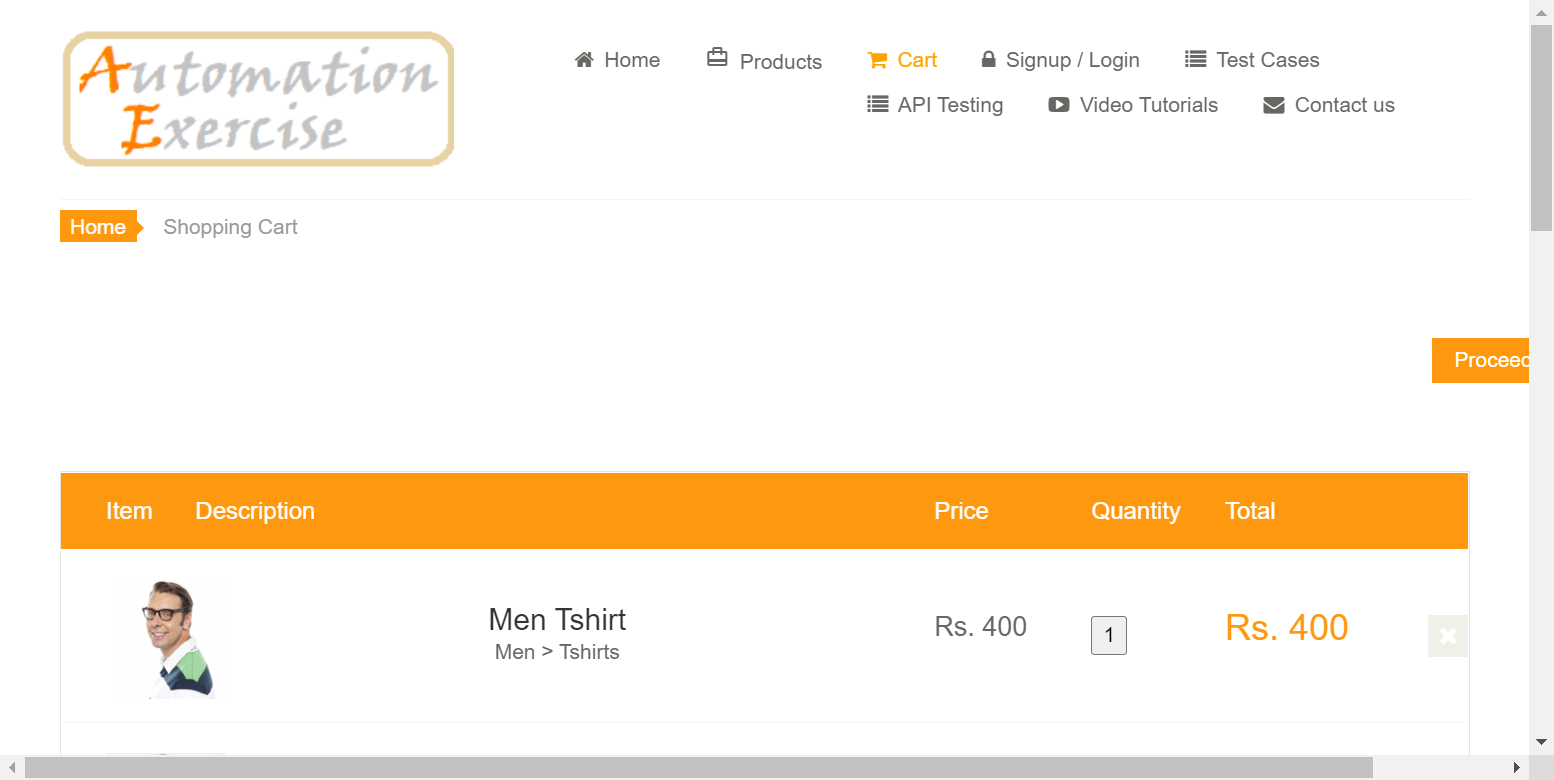 Automation
Exercise
Home
Products
Cart
Signup / Login
Test Cases
API Testing
Video Tutorials
Contact us
Home
Shopping Cart
Proceed
Item Description Price Quantity Total
Men Tshirt
Men > Tshirts
Rs. 400
1
Rs. 400